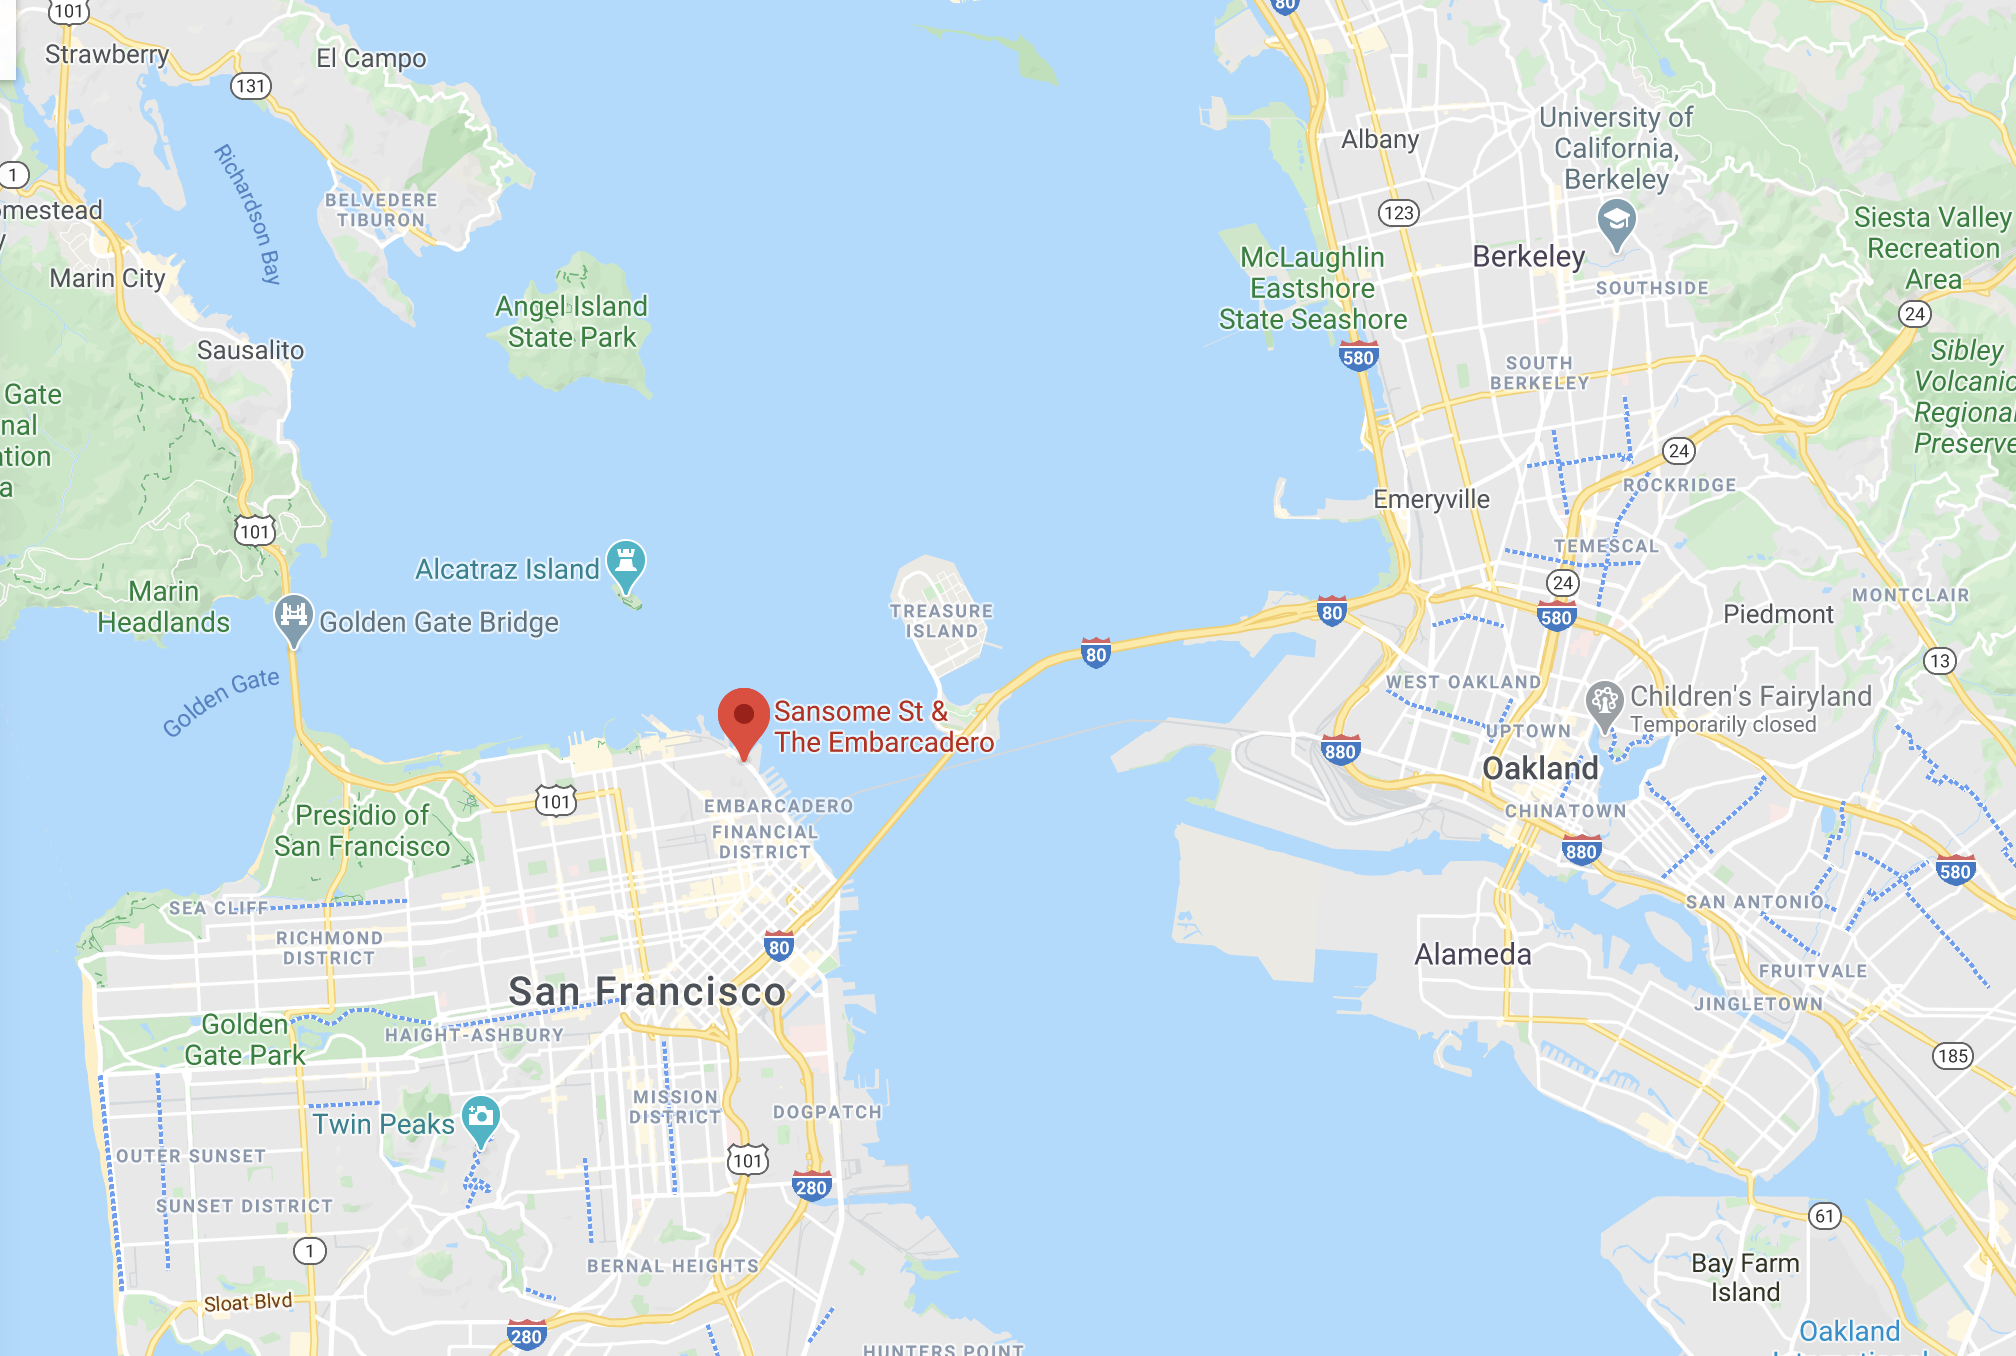 101
Strawberry
El Campo
131
80
1
Richardson Bay
BELVEDERE
TIBURON
omestead
y
Marin City
Sausalito
Angel Island
State Park
Albany
University of
California,
Berkeley
123
McLaughlin
Eastshore
State Seashore
Berkeley
SOUTHSIDE
Siesta Valley
Recreation
Area
24
580
SOUTH
BERKELEY
Sibley
Volcanic
Regional
Preserve
Gate
nal
ation
a
101
24
ROCKRIDGE
Emeryville
TEMESCAL
Alcatraz Island
Marin
Headlands
Golden Gate Bridge
TREASURE
ISLAND
80
80
24
580
Piedmont
MONTCLAIR
13
Golden Gate
Sansome St &
The Embarcadero
WEST OAKLAND
Children's Fairyland
Temporarily closed
UPTOWN
880
Oakland
CHINATOWN
101
EMBARCADERO
FINANCIAL
DISTRICT
Presidio of
San Francisco
880
580
SEA CLIFF
SAN ANTONIO
RICHMOND
DISTRICT
80
Alameda
FRUITVALE
San Francisco
JINGLETOWN
Golden
Gate Park
HAIGHT-ASHBURY
185
MISSION
DISTRICT
DOGPATCH
Twin Peaks
OUTER SUNSET
101
280
SUNSET DISTRICT
61
1
BERNAL HEIGHTS
Bay Farm
Island
Sloat Blvd
280
HUNTERS POINT
Oakland